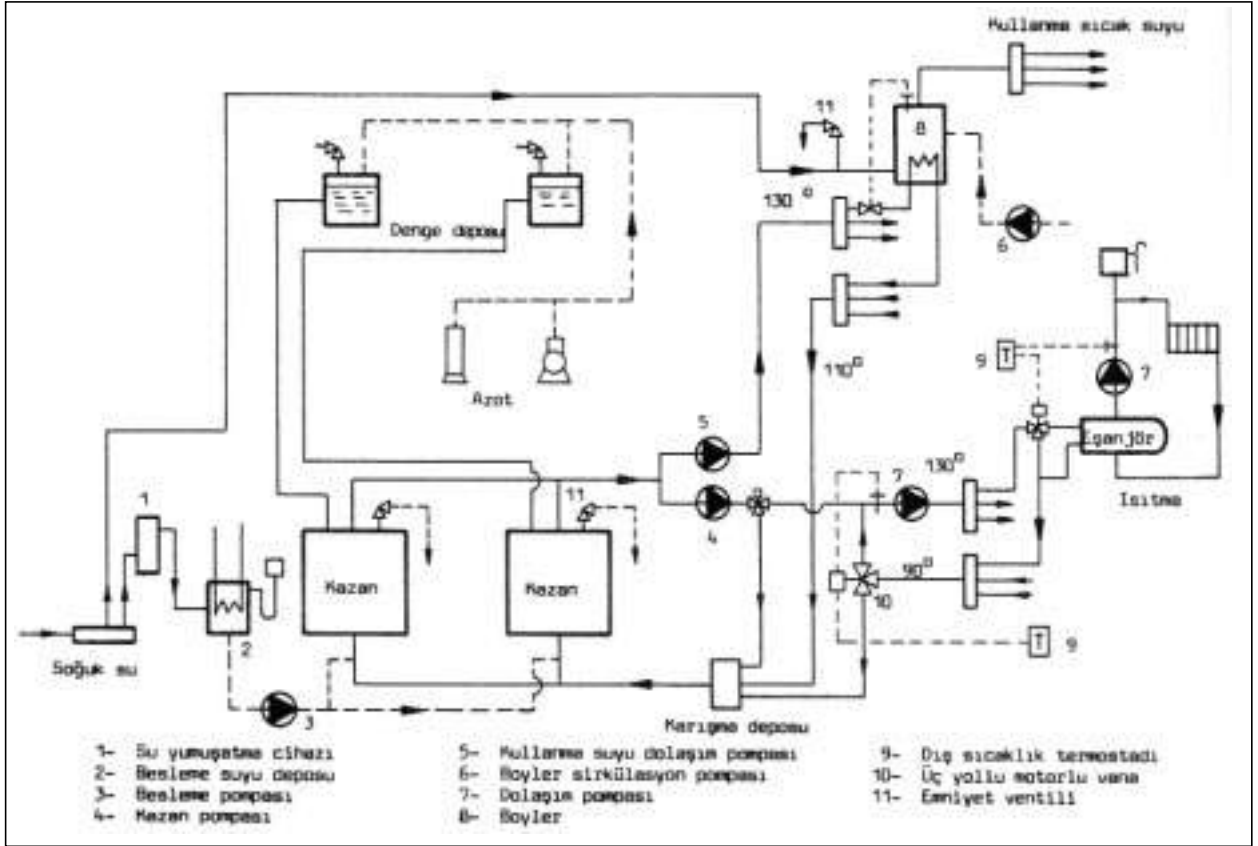 Kullanma sıcak suyu
11
8
130°
Denge deposu
6
110°
9
T
7
Azot
5
Eşanjör
130°
7
Isıtma
1
11
4
Kazan
Kazan
90°
10
2
T
9
Soğuk su
3
Karışma deposu
1- Su yumuşatma cihazı
2- Besleme suyu deposu
3- Besleme pompası
4- Kazan pompası
5- Kullanma suyu dolaşım pompası
6- Boyler sirkülasyon pompası
7- Dolaşım pompası
8- Boyler
9- Dış sıcaklık termostadı
10- Üç yollu motorlu vana
11- Emniyet ventili